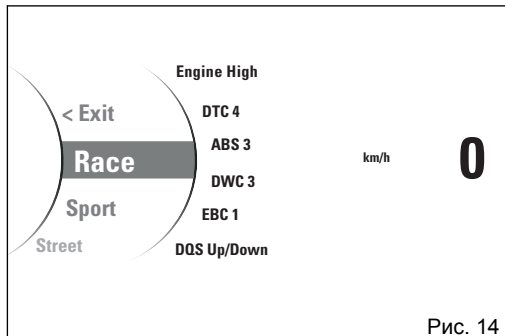 Engine High
< Exit
DTC 4
ABS 3
Race
km/h
0
DWC 3
Sport
EBC 1
Street
DQS Up/Down
Рис. 14